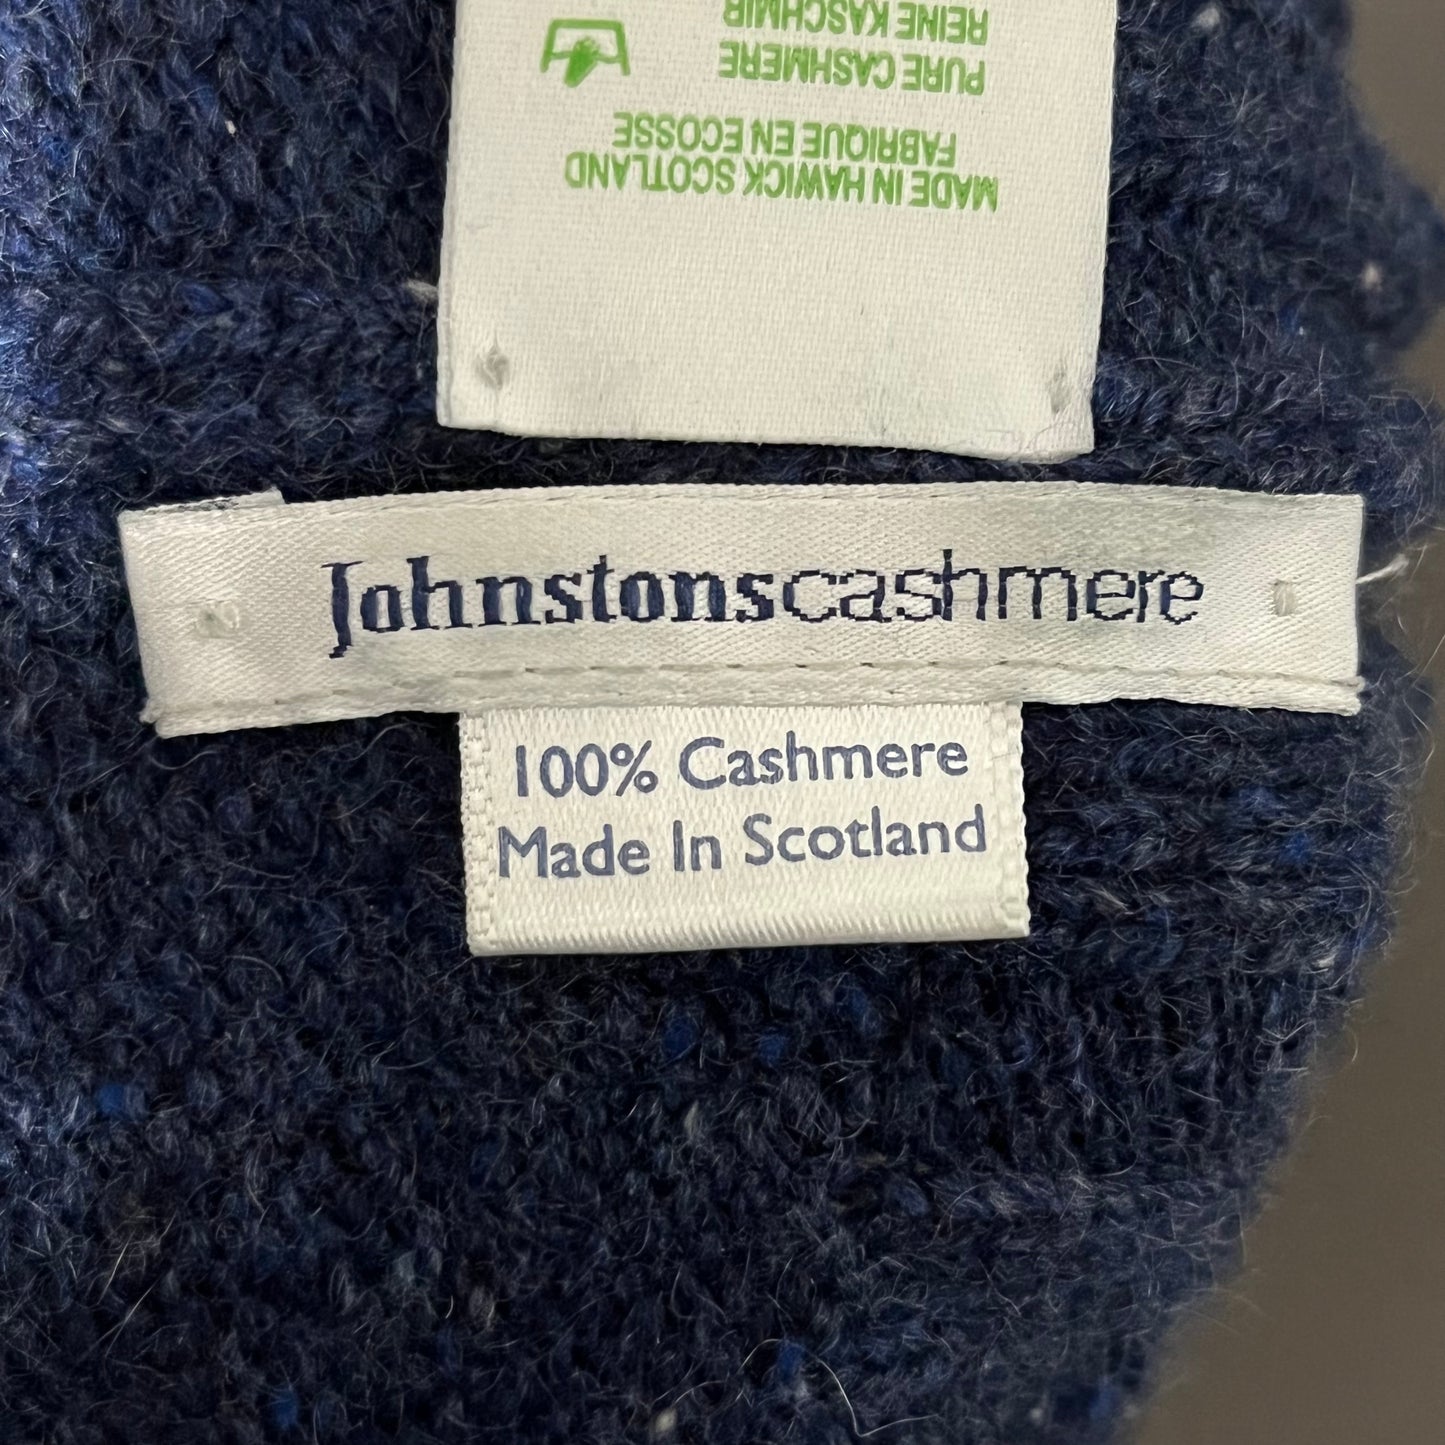 MADE IN HAWICK SCOTLAND
FABRIQUE EN ECOSSE
PURE CASHMERE
REINE KASCHMIR
Johnstonscashmere
100% Cashmere
Made In Scotland